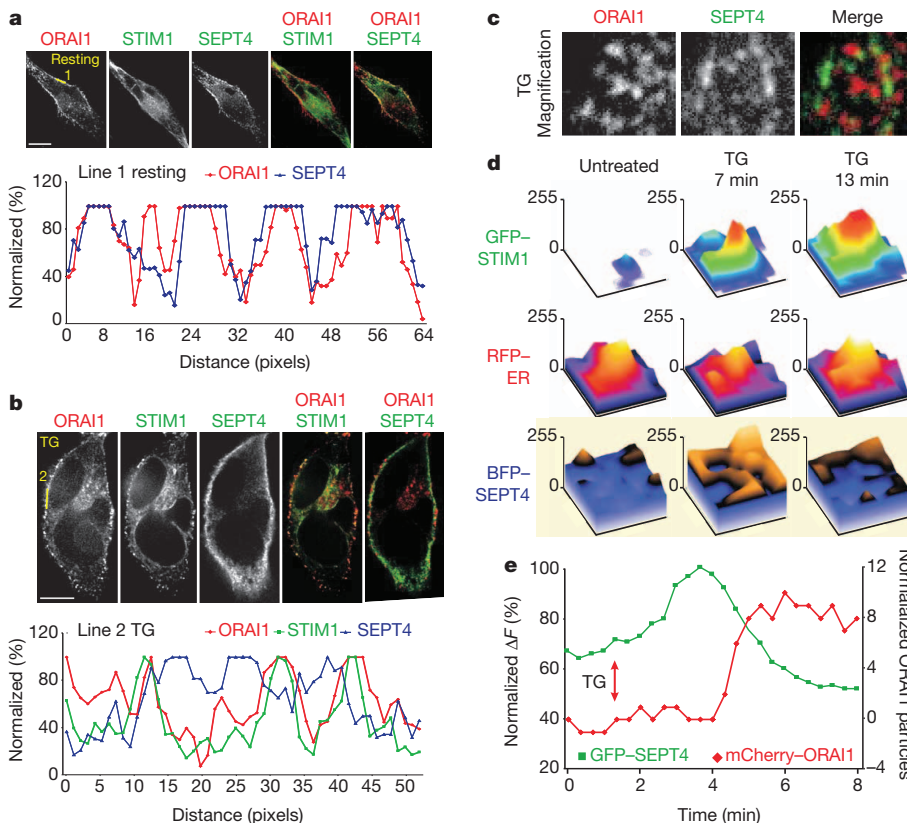 a
ORAI1 STIM1 SEPT4 ORAI1 STIM1 ORAI1 SEPT4
Resting
1
Line 1 resting ORAI1 SEPT4
Normalized (%)
120
80
40
0
0 8 16 24 32 40 48 56 64
Distance (pixels)
b
ORAI1 STIM1 SEPT4 ORAI1 STIM1 ORAI1 SEPT4
TG
2
Line 2 TG ORAI1 STIM1 SEPT4
Normalized (%)
120
80
40
0
0 5 10 15 20 25 30 35 40 45 50
Distance (pixels)
c
ORAI1 SEPT4 Merge
TG
Magnification
d
Untreated TG 7 min TG 13 min
GFP–STIM1
255 255 255
0 0 0
RFP–ER
255 255 255
0 0 0
BFP–SEPT4
255 255 255
0 0 0
e
Normalized ΔF (%)
100
80
60
40
20
TG
GFP–SEPT4 mCherry–ORAI1
12
8
4
0
−4
Normalized ORAI1 particles
0 2 4 6 8
Time (min)